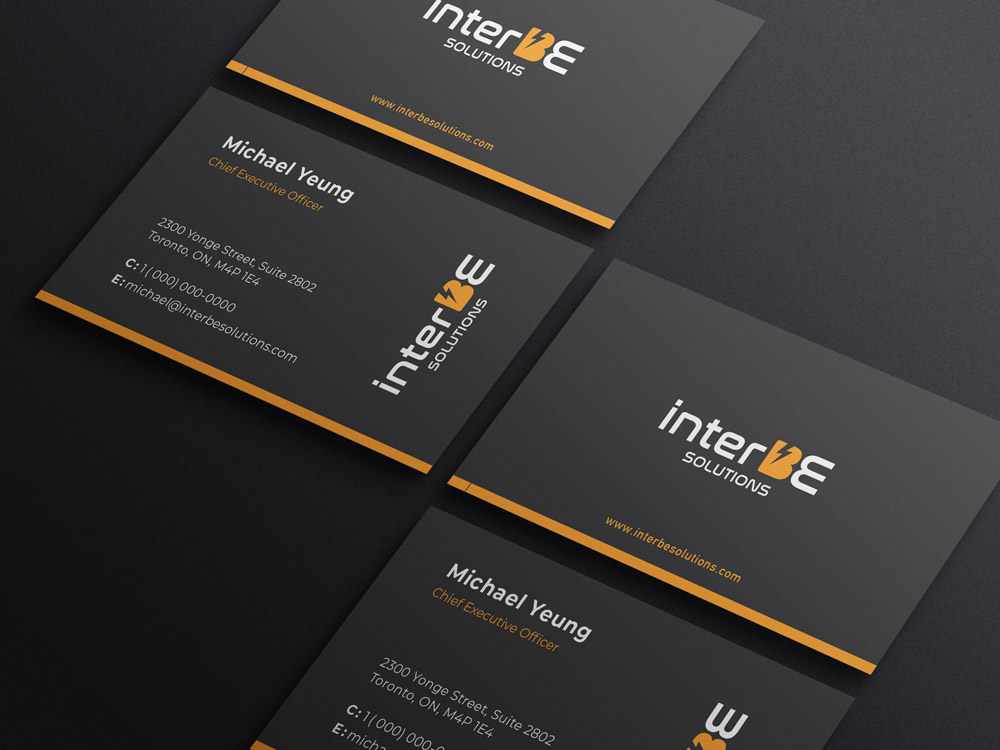 interBE
SOLUTIONS
www.interbesolutions.com
Michael Yeung
Chief Executive Officer
2300 Yonge Street, Suite 2802
Toronto, ON, M4P 1E4
C: 1 ( 000) 000-0000
E: michael@interbesolutions.com
interBE
SOLUTIONS
interBE
SOLUTIONS
www.interbesolutions.com
Michael Yeung
Chief Executive Officer
2300 Yonge Street, Suite 2802
Toronto, ON, M4P 1E4
C: 1 ( 000) 000-0
E: micha
BE